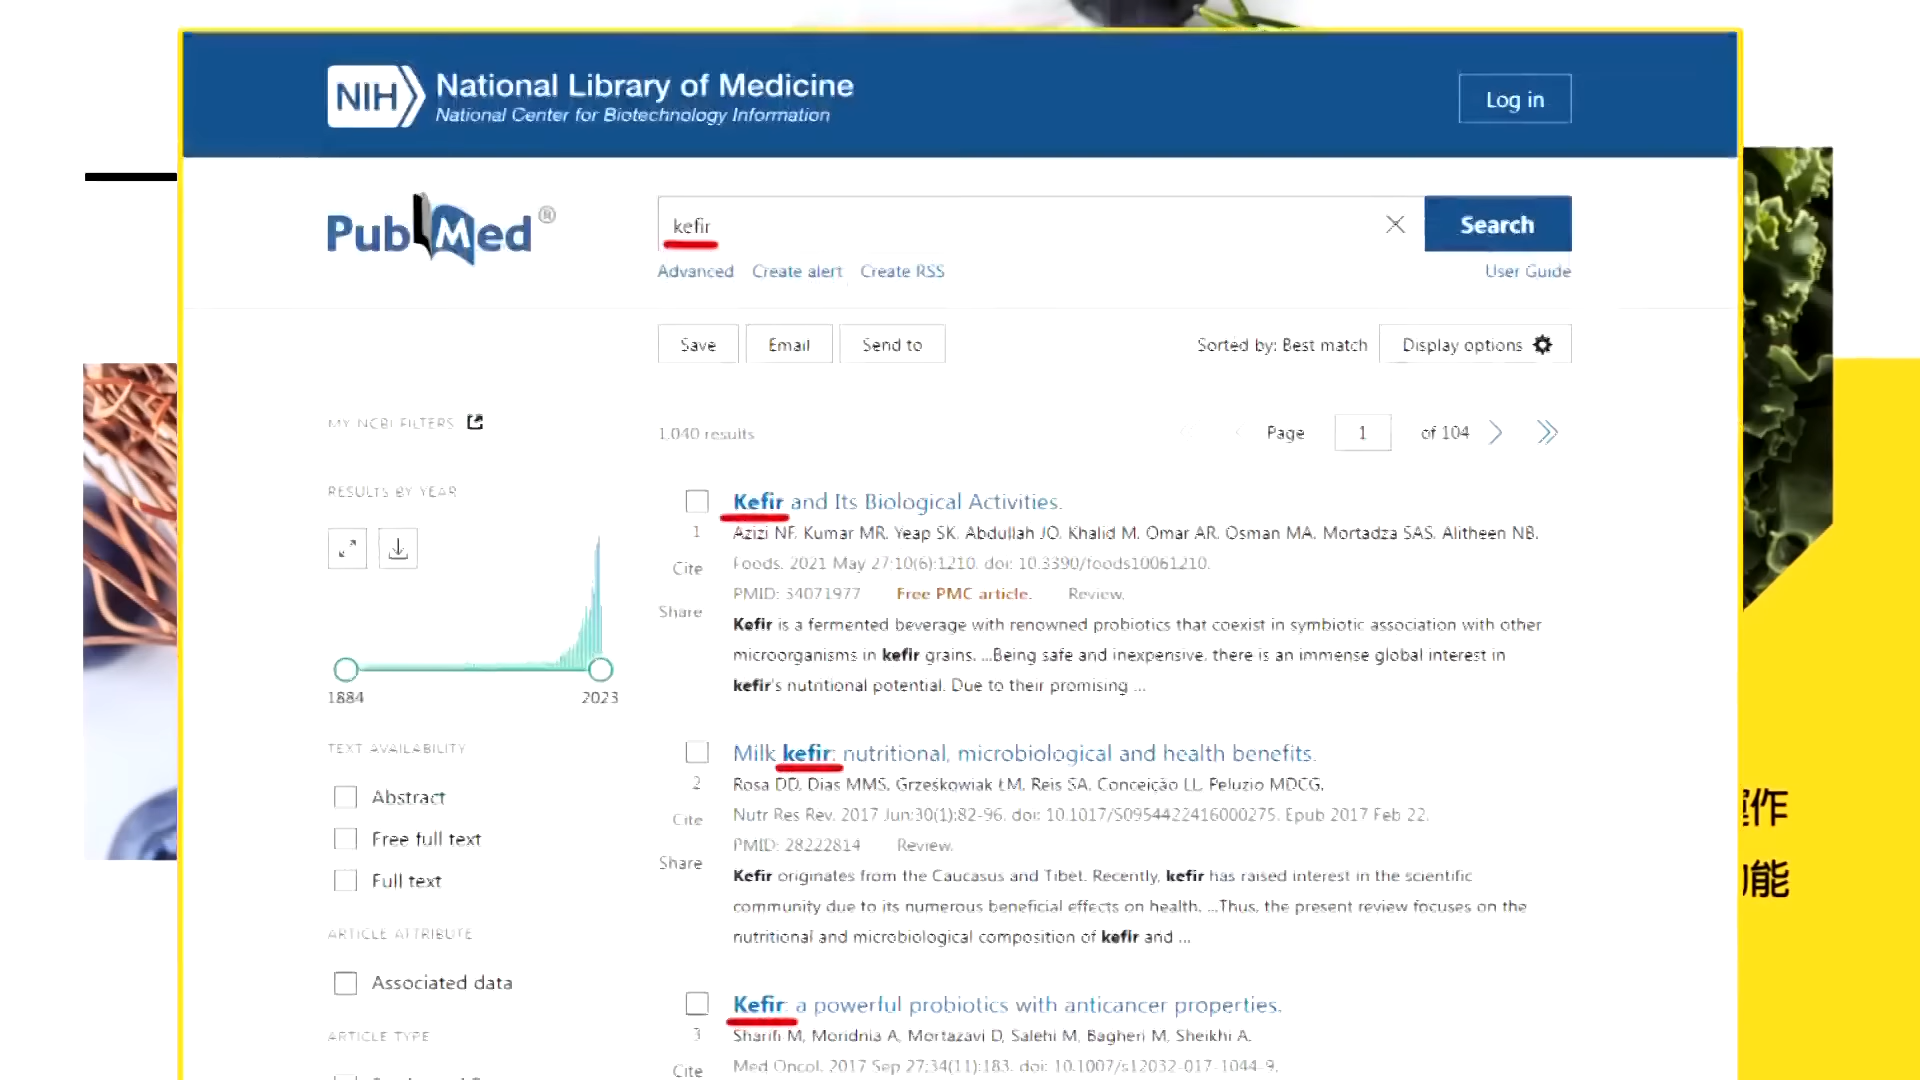 NIH National Library of Medicine
National Center for Biotechnology Information
Log in
PubMed®
kefir
Search
Advanced Create alert Create RSS
User Guide
Save Email Send to
Sorted by: Best match Display options
MY NCBI FILTERS
1,040 results
Page 1 of 104
RESULTS BY YEAR
1884 2023
TEXT AVAILABILITY
Abstract
Free full text
Full text
ARTICLE ATTRIBUTE
Associated data
ARTICLE TYPE
Kefir and Its Biological Activities.
1
Azizi NF, Kumar MR, Yeap SK, Abdullah JO, Khalid M, Omar AR, Osman MA, Mortadza SAS, Alitheen NB.
Cite
Foods. 2021 May 27;10(6):1210. doi: 10.3390/foods10061210.
PMID: 34071977 Free PMC article. Review.
Share
Kefir is a fermented beverage with renowned probiotics that coexist in symbiotic association with other
microorganisms in kefir grains. ...Being safe and inexpensive, there is an immense global interest in
kefir's nutritional potential. Due to their promising ...
Milk kefir: nutritional, microbiological and health benefits.
2
Rosa DD, Dias MMS, Grześkowiak ŁM, Reis SA, Conceição LL, Peluzio MDCG.
Cite
Nutr Res Rev. 2017 Jun;30(1):82-96. doi: 10.1017/S0954422416000275. Epub 2017 Feb 22.
PMID: 28222814 Review.
Share
Kefir originates from the Caucasus and Tibet. Recently, kefir has raised interest in the scientific
community due to its numerous beneficial effects on health. ...Thus, the present review focuses on the
nutritional and microbiological composition of kefir and ...
Kefir: a powerful probiotics with anticancer properties.
3
Sharifi M, Moridnia A, Mortazavi D, Salehi M, Bagheri M, Sheikhi A.
Cite
Med Oncol. 2017 Sep 27;34(11):183. doi: 10.1007/s12032-017-1044-9.
作
能